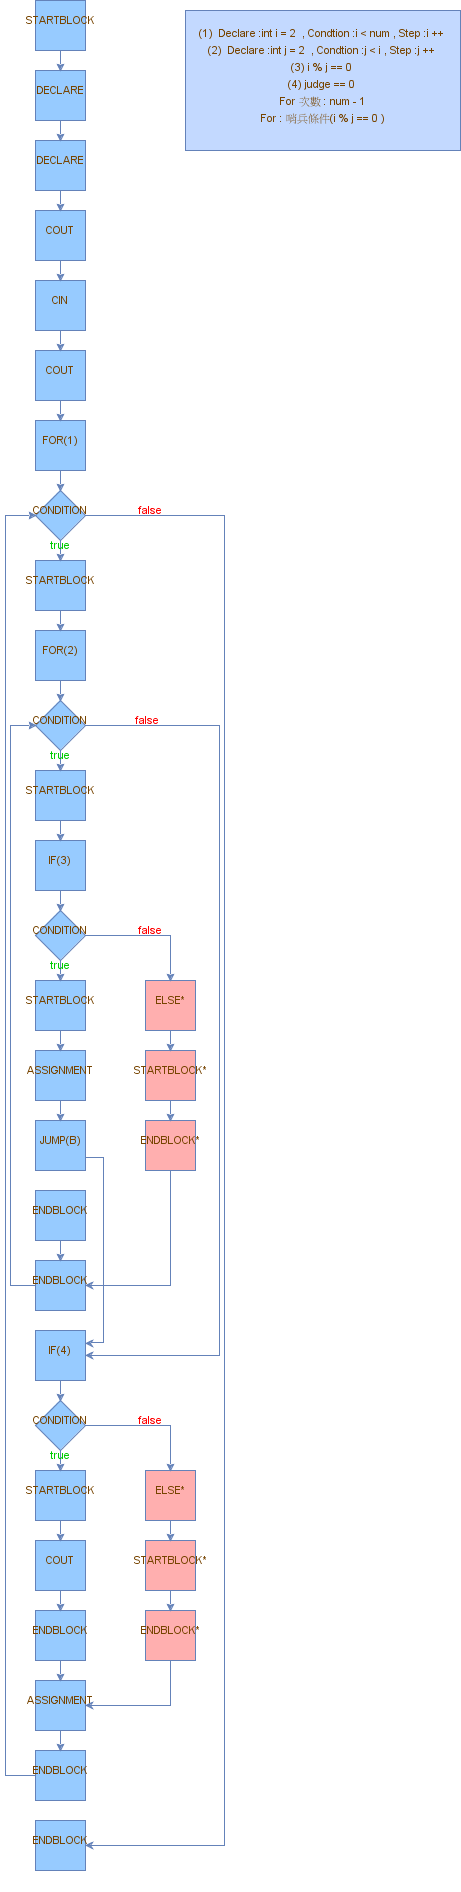 STARTBLOCK
(1) Declare :int i = 2 , Condtion :i < num , Step :i ++
(2) Declare :int j = 2 , Condtion :j < i , Step :j ++
(3) i % j == 0
(4) judge == 0
For 次數 : num - 1
For : 哨兵條件(i % j == 0 )
DECLARE
DECLARE
COUT
CIN
COUT
FOR(1)
CONDITION
false
true
STARTBLOCK
FOR(2)
CONDITION
false
true
STARTBLOCK
IF(3)
CONDITION
false
true
STARTBLOCK
ELSE*
ASSIGNMENT
STARTBLOCK*
JUMP(B)
ENDBLOCK*
ENDBLOCK
ENDBLOCK
IF(4)
CONDITION
false
true
STARTBLOCK
ELSE*
COUT
STARTBLOCK*
ENDBLOCK
ENDBLOCK*
ASSIGNMENT
ENDBLOCK
ENDBLOCK